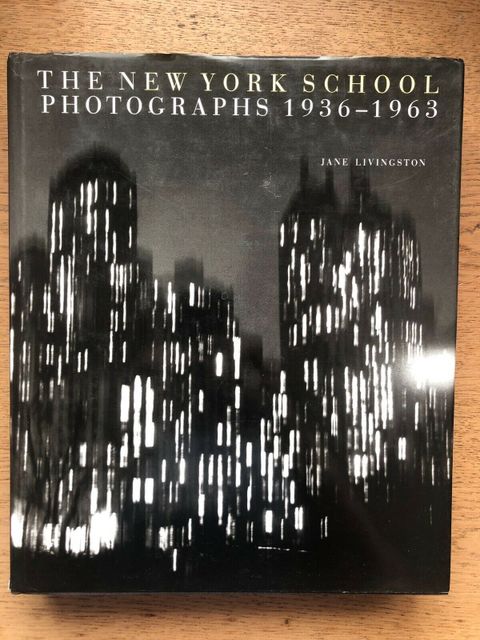 THE NEW YORK SCHOOL
PHOTOGRAPHS 1936–1963
JANE LIVINGSTON